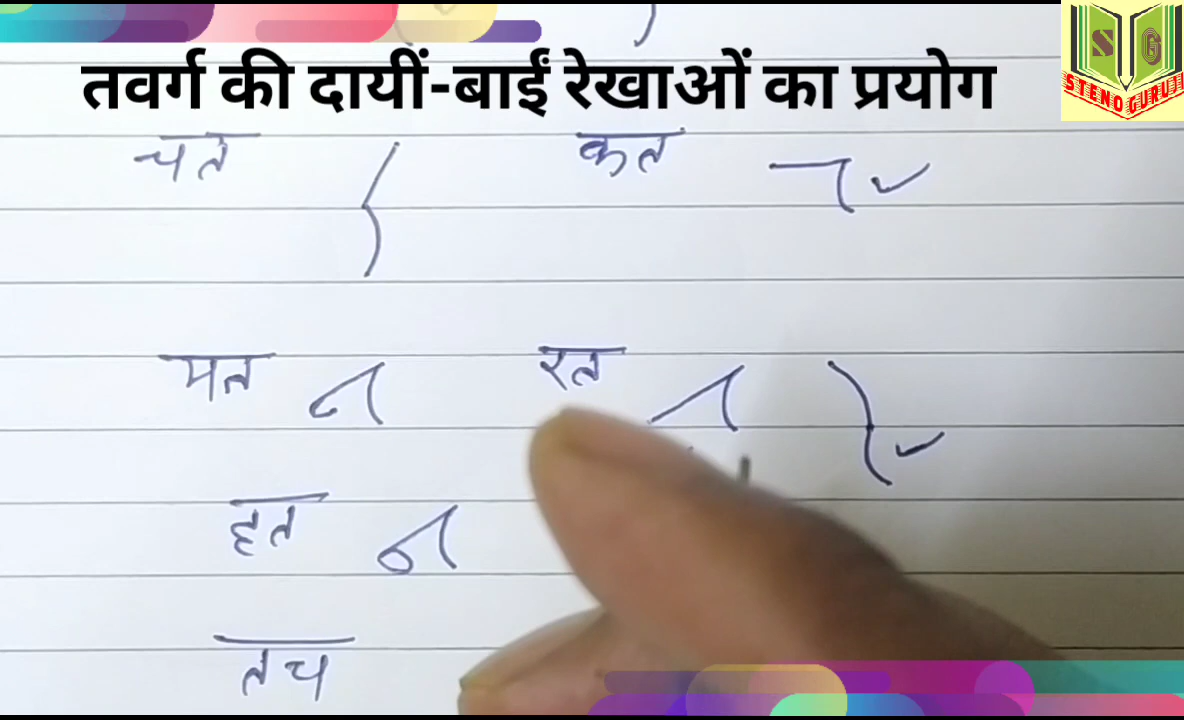 तवर्ग की दायीं-बाईं रेखाओं का प्रयोग
S G
STENO GURUJI
चत कत
मत रत
हत
तच